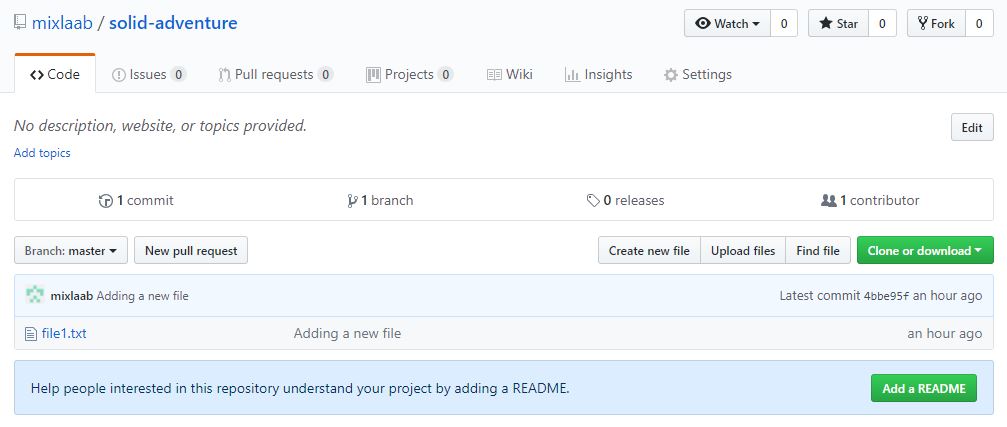 mixlaab / solid-adventure Watch 0 Star 0 Fork 0
Code Issues 0 Pull requests 0 Projects 0 Wiki Insights Settings
No description, website, or topics provided. Edit
Add topics
1 commit 1 branch 0 releases 1 contributor
Branch: master New pull request Create new file Upload files Find file Clone or download
mixlaab Adding a new file Latest commit 4bbe95f an hour ago
file1.txt Adding a new file an hour ago
Help people interested in this repository understand your project by adding a README. Add a README